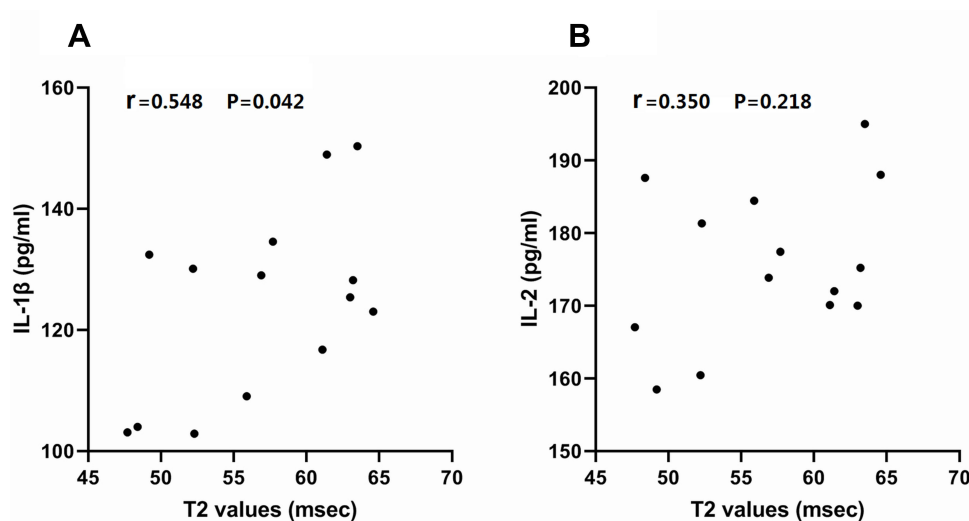 A
r=0.548 P=0.042
IL-1β (pg/ml)
160
140
120
100
45 50 55 60 65 70
T2 values (msec)
B
r=0.350 P=0.218
IL-2 (pg/ml)
200
190
180
170
160
150
45 50 55 60 65 70
T2 values (msec)